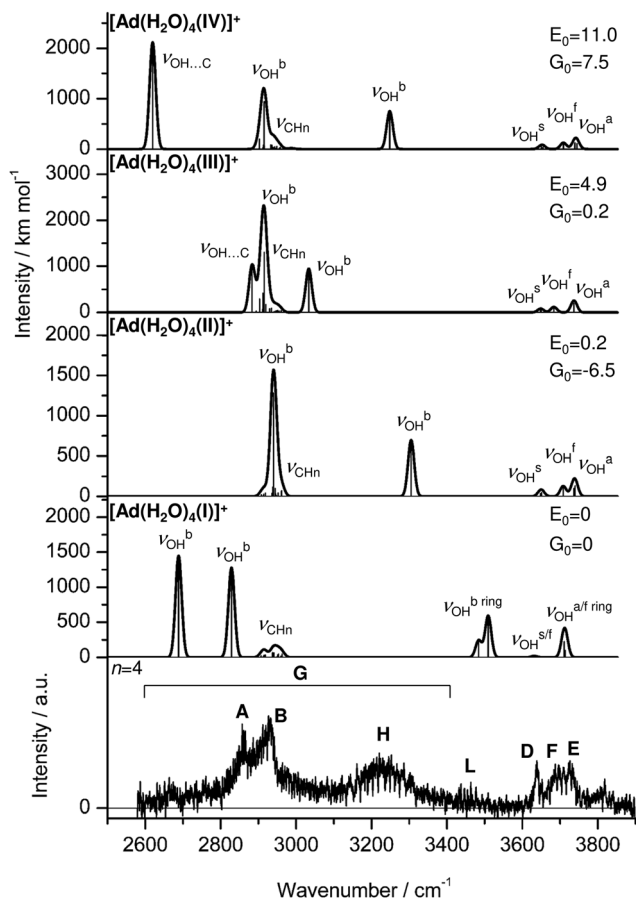 Intensity / km mol⁻¹
[Ad(H₂O)₄(IV)]⁺
2000
1000
0
νOH…C
νOHᵇ
νCHn
νOHᵇ
νOHˢ
νOHᶠ
νOHᵃ
E₀=11.0
G₀=7.5
[Ad(H₂O)₄(III)]⁺
3000
2000
1000
0
νOH…C
νOHᵇ
νCHn
νOHᵇ
νOHˢ
νOHᶠ
νOHᵃ
E₀=4.9
G₀=0.2
[Ad(H₂O)₄(II)]⁺
2000
1500
1000
500
0
νOHᵇ
νCHn
νOHᵇ
νOHˢ
νOHᶠ
νOHᵃ
E₀=0.2
G₀=-6.5
[Ad(H₂O)₄(I)]⁺
2000
1500
1000
500
0
νOHᵇ
νOHᵇ
νCHn
νOHᵇ ʳⁱⁿᵍ
νOHˢ/ᶠ
νOHᵃ/ᶠ ʳⁱⁿᵍ
E₀=0
G₀=0
Intensity / a.u.
n=4
G
A
B
H
L
D
F
E
0
2600 2800 3000 3200 3400 3600 3800
Wavenumber / cm⁻¹